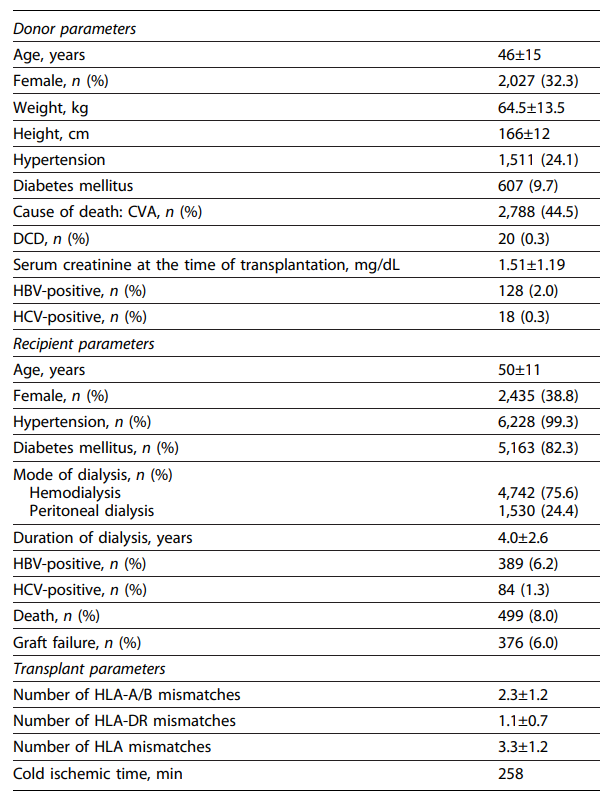 Donor parameters
Age, years 46±15
Female, n (%) 2,027 (32.3)
Weight, kg 64.5±13.5
Height, cm 166±12
Hypertension 1,511 (24.1)
Diabetes mellitus 607 (9.7)
Cause of death: CVA, n (%) 2,788 (44.5)
DCD, n (%) 20 (0.3)
Serum creatinine at the time of transplantation, mg/dL 1.51±1.19
HBV-positive, n (%) 128 (2.0)
HCV-positive, n (%) 18 (0.3)
Recipient parameters
Age, years 50±11
Female, n (%) 2,435 (38.8)
Hypertension, n (%) 6,228 (99.3)
Diabetes mellitus, n (%) 5,163 (82.3)
Mode of dialysis, n (%)
Hemodialysis 4,742 (75.6)
Peritoneal dialysis 1,530 (24.4)
Duration of dialysis, years 4.0±2.6
HBV-positive, n (%) 389 (6.2)
HCV-positive, n (%) 84 (1.3)
Death, n (%) 499 (8.0)
Graft failure, n (%) 376 (6.0)
Transplant parameters
Number of HLA-A/B mismatches 2.3±1.2
Number of HLA-DR mismatches 1.1±0.7
Number of HLA mismatches 3.3±1.2
Cold ischemic time, min 258